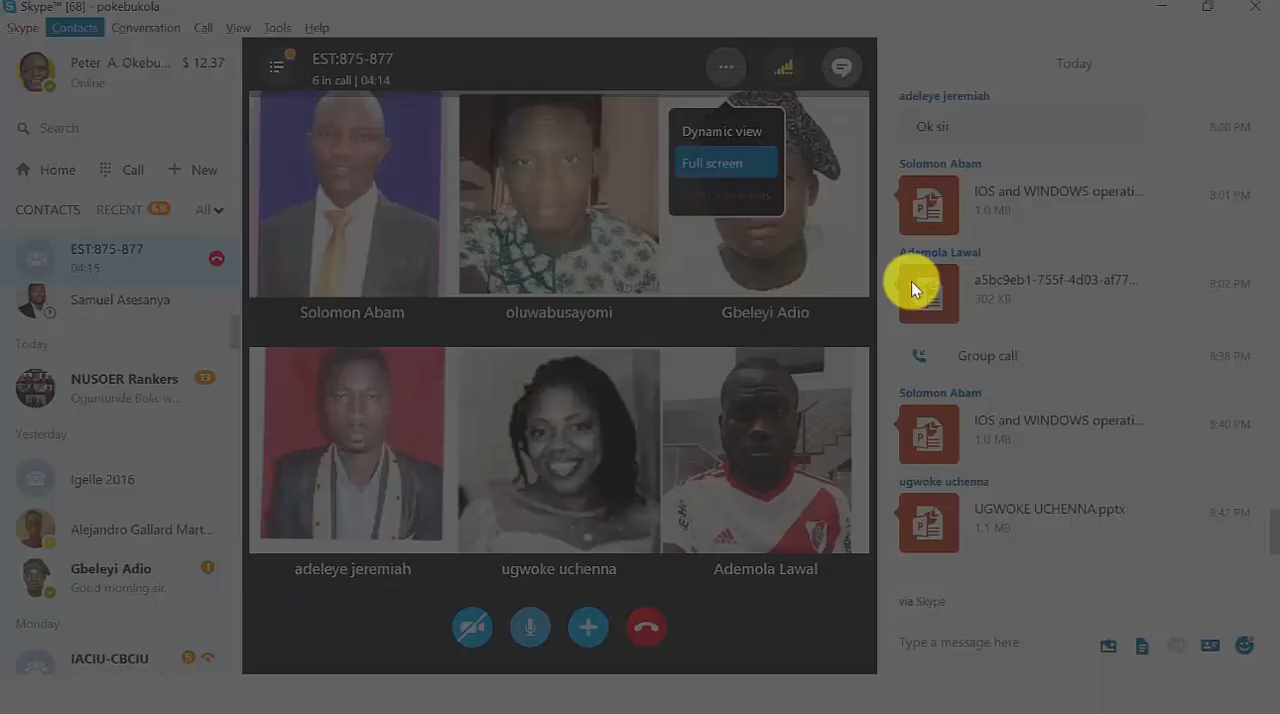 Skype™ [68] - pokebukola
Skype Contacts Conversation Call View Tools Help
Peter A. Okebu... $ 12.37
Online
Search
Home Call New
CONTACTS RECENT 69 All
EST:875-877
04:15
Samuel Asesanya
Today
NUSOER Rankers 13
Oguntunde Bolu w...
Yesterday
Igelle 2016
Alejandro Gallard Mart...
Gbeleyi Adio 1
Good morning sir.
Monday
IACIU-CBCIU
EST:875-877
6 in call | 04:14
Dynamic view
Full screen
Solomon Abam
oluwabusayomi
Gbeleyi Adio
adeleye jeremiah
ugwoke uchenna
Ademola Lawal
Today
adeleye jeremiah
Ok sir 8:00 PM
Solomon Abam
IOS and WINDOWS operati... 8:01 PM
1.0 MB
Ademola Lawal
a5bc9eb1-755f-4d03-af77... 8:02 PM
302 KB
Group call 8:38 PM
Solomon Abam
IOS and WINDOWS operati... 8:40 PM
1.0 MB
ugwoke uchenna
UGWOKE UCHENNA.pptx 8:42 PM
1.1 MB
via Skype
Type a message here